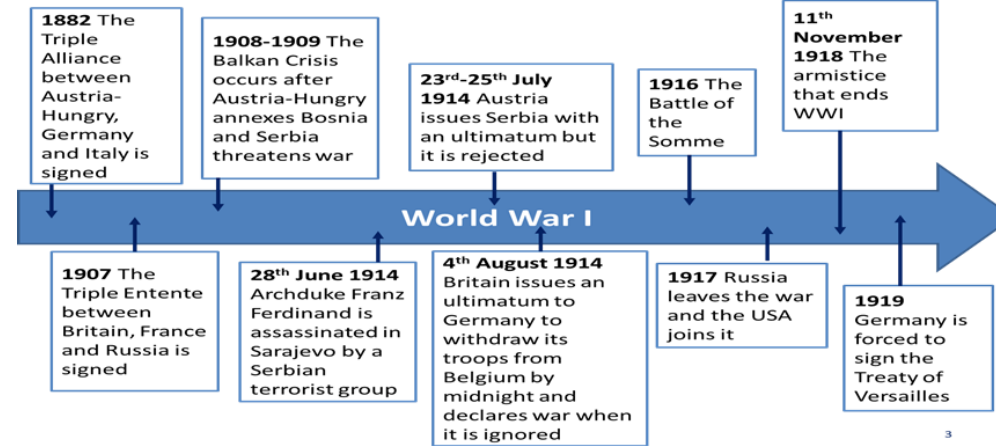 1882 The
Triple
Alliance
between
Austria-
Hungry,
Germany
and Italy is
signed
1908-1909 The
Balkan Crisis
occurs after
Austria-Hungry
annexes Bosnia
and Serbia
threatens war
23rd-25th July
1914 Austria
issues Serbia with
an ultimatum but
it is rejected
1916 The
Battle of
the
Somme
11th
November
1918 The
armistice
that ends
WWI
World War I
1907 The
Triple Entente
between
Britain, France
and Russia is
signed
28th June 1914
Archduke Franz
Ferdinand is
assassinated in
Sarajevo by a
Serbian
terrorist group
4th August 1914
Britain issues an
ultimatum to
Germany to
withdraw its
troops from
Belgium by
midnight and
declares war when
it is ignored
1917 Russia
leaves the war
and the USA
joins it
1919
Germany is
forced to
sign the
Treaty of
Versailles
3